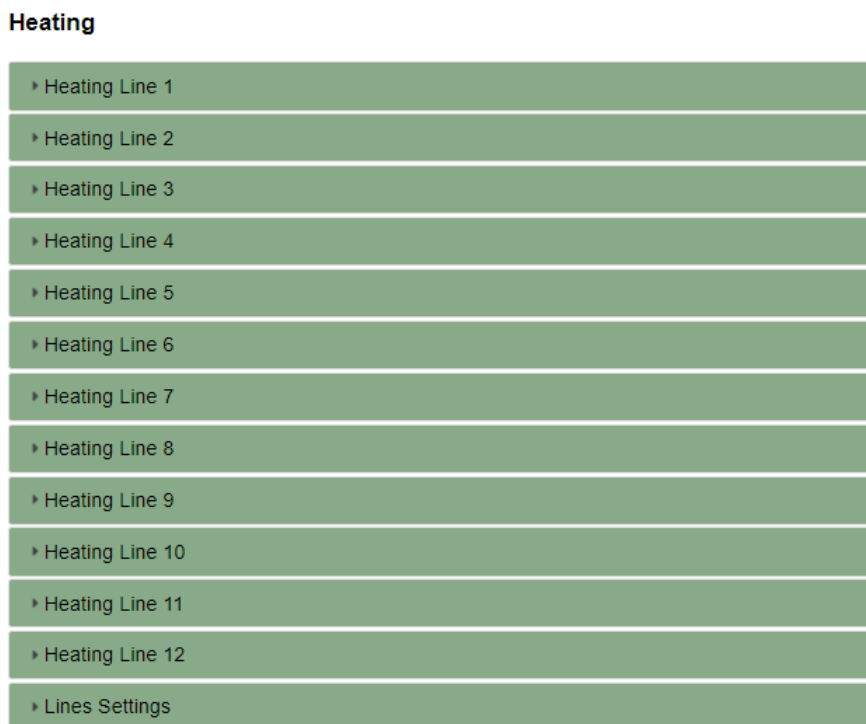 Heating
Heating Line 1
Heating Line 2
Heating Line 3
Heating Line 4
Heating Line 5
Heating Line 6
Heating Line 7
Heating Line 8
Heating Line 9
Heating Line 10
Heating Line 11
Heating Line 12
Lines Settings